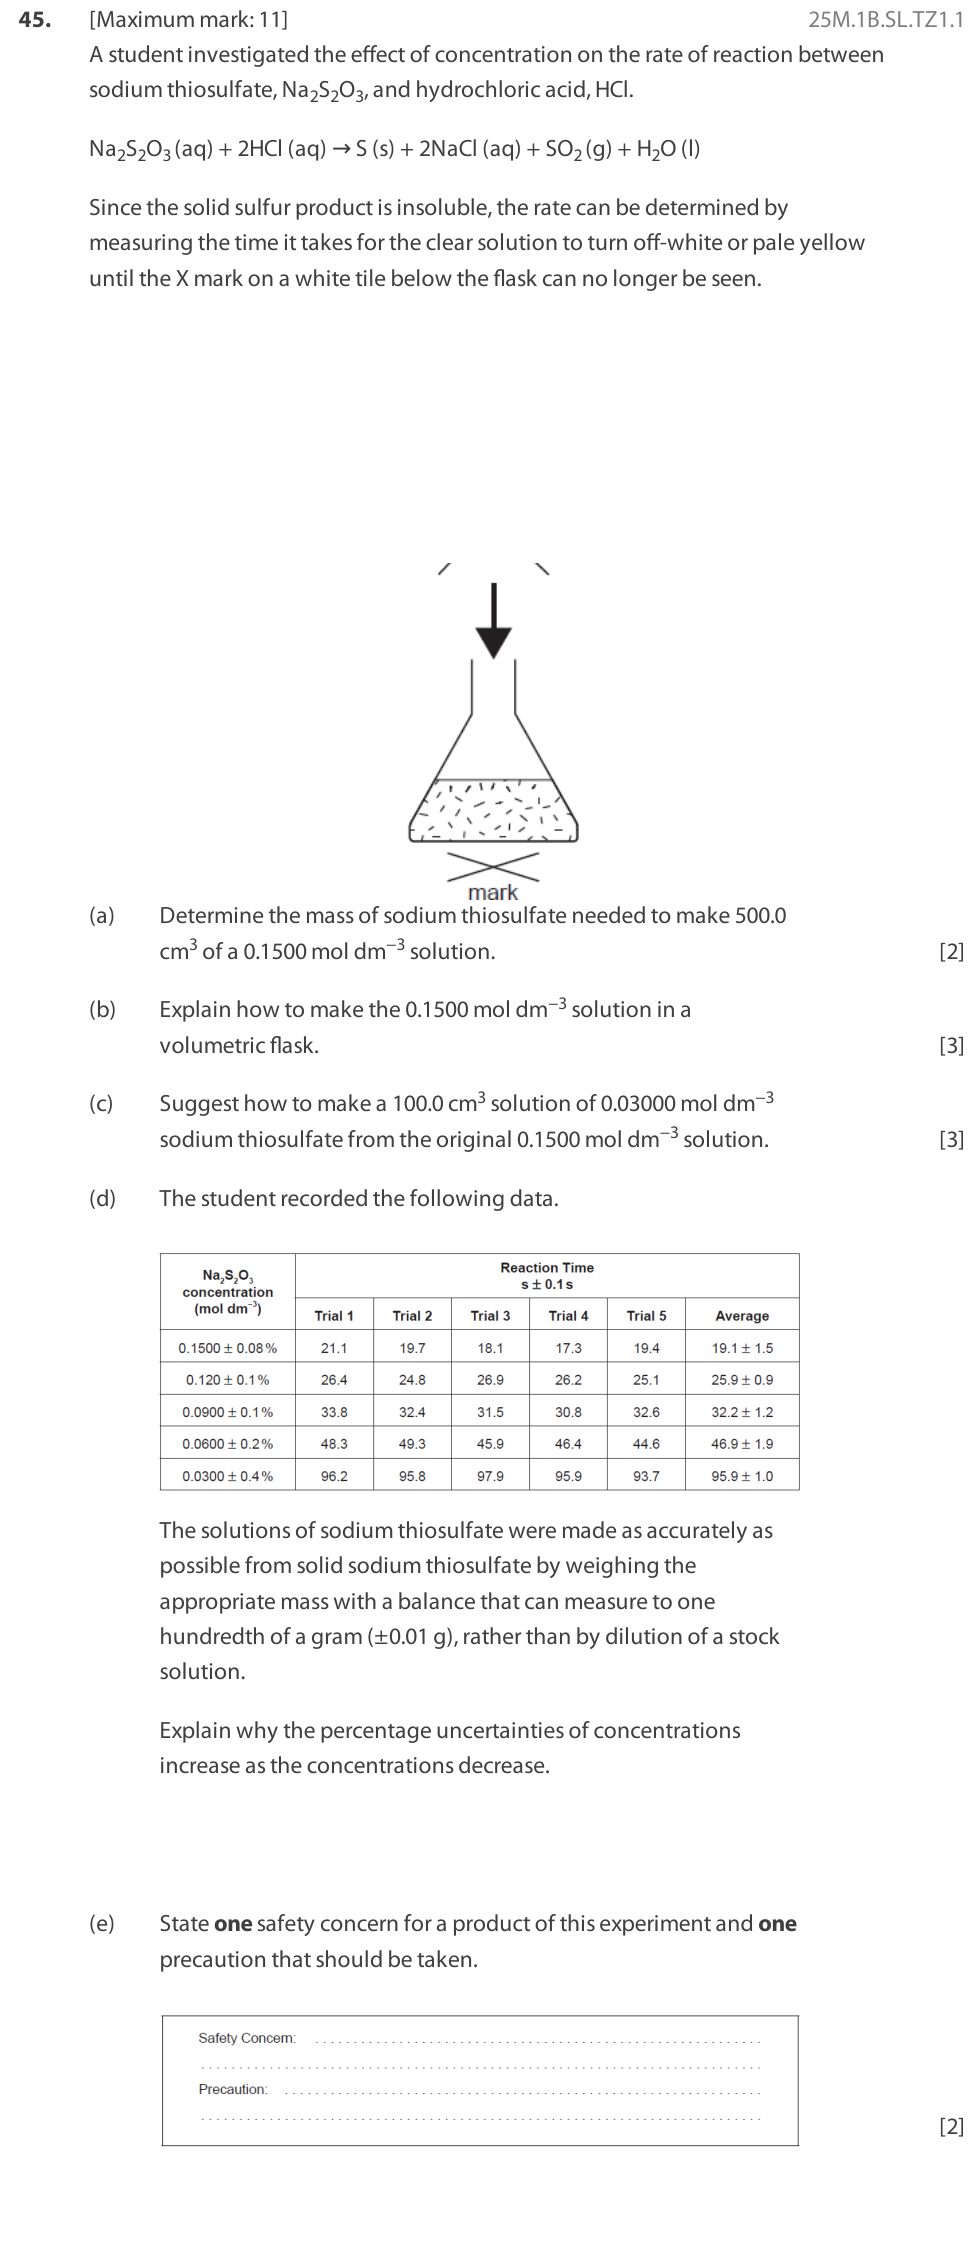 45. [Maximum mark: 11] 25M.1B.SL.TZ1.1
A student investigated the effect of concentration on the rate of reaction between
sodium thiosulfate, Na₂S₂O₃, and hydrochloric acid, HCl.
Na₂S₂O₃ (aq) + 2HCl (aq) → S (s) + 2NaCl (aq) + SO₂ (g) + H₂O (l)
Since the solid sulfur product is insoluble, the rate can be determined by
measuring the time it takes for the clear solution to turn off-white or pale yellow
until the X mark on a white tile below the flask can no longer be seen.
mark
(a) Determine the mass of sodium thiosulfate needed to make 500.0
cm³ of a 0.1500 mol dm⁻³ solution. [2]
(b) Explain how to make the 0.1500 mol dm⁻³ solution in a
volumetric flask. [3]
(c) Suggest how to make a 100.0 cm³ solution of 0.03000 mol dm⁻³
sodium thiosulfate from the original 0.1500 mol dm⁻³ solution. [3]
(d) The student recorded the following data.
Na₂S₂O₃ concentration (mol dm⁻³) Reaction Time s ± 0.1 s
Trial 1 Trial 2 Trial 3 Trial 4 Trial 5 Average
0.1500 ± 0.08% 21.1 19.7 18.1 17.3 19.4 19.1 ± 1.5
0.120 ± 0.1% 26.4 24.8 26.9 26.2 25.1 25.9 ± 0.9
0.0900 ± 0.1% 33.8 32.4 31.5 30.8 32.6 32.2 ± 1.2
0.0600 ± 0.2% 48.3 49.3 45.9 46.4 44.6 46.9 ± 1.9
0.0300 ± 0.4% 96.2 95.8 97.9 95.9 93.7 95.9 ± 1.0
The solutions of sodium thiosulfate were made as accurately as
possible from solid sodium thiosulfate by weighing the
appropriate mass with a balance that can measure to one
hundredth of a gram (±0.01 g), rather than by dilution of a stock
solution.
Explain why the percentage uncertainties of concentrations
increase as the concentrations decrease.
(e) State one safety concern for a product of this experiment and one
precaution that should be taken.
Safety Concern:
Precaution:
[2]